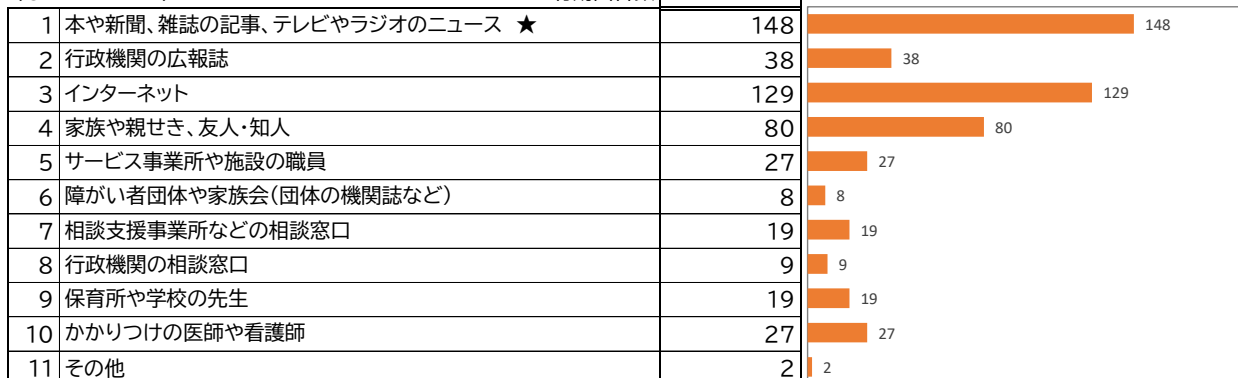 1 本や新聞、雑誌の記事、テレビやラジオのニュース ★ 148 148
2 行政機関の広報誌 38 38
3 インターネット 129 129
4 家族や親せき、友人・知人 80 80
5 サービス事業所や施設の職員 27 27
6 障がい者団体や家族会(団体の機関誌など) 8 8
7 相談支援事業所などの相談窓口 19 19
8 行政機関の相談窓口 9 9
9 保育所や学校の先生 19 19
10 かかりつけの医師や看護師 27 27
11 その他 2 2